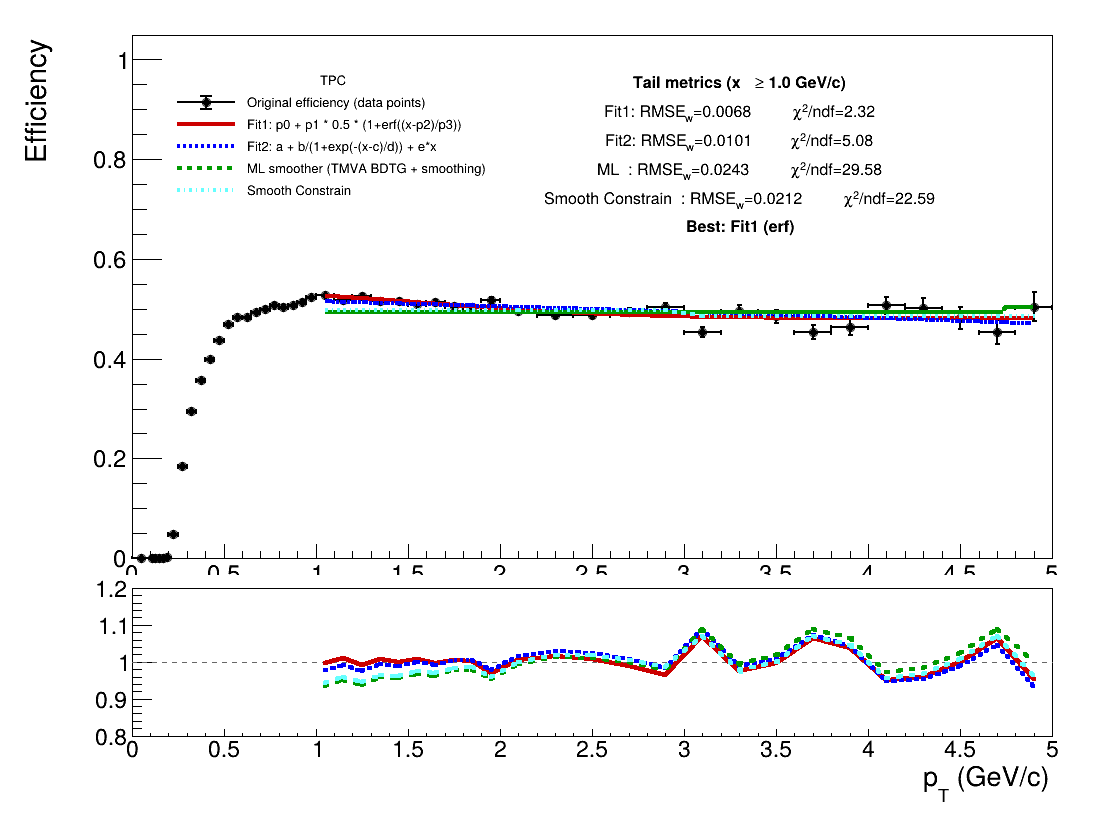 Efficiency
TPC
Original efficiency (data points)
Fit1: p0 + p1 * 0.5 * (1+erf((x-p2)/p3))
Fit2: a + b/(1+exp(-(x-c)/d)) + e*x
ML smoother (TMVA BDTG + smoothing)
Smooth Constrain
Tail metrics (x ≥ 1.0 GeV/c)
Fit1: RMSEw=0.0068 χ²/ndf=2.32
Fit2: RMSEw=0.0101 χ²/ndf=5.08
ML : RMSEw=0.0243 χ²/ndf=29.58
Smooth Constrain : RMSEw=0.0212 χ²/ndf=22.59
Best: Fit1 (erf)
1
0.8
0.6
0.4
0.2
0
0 0.5 1 1.5 2 2.5 3 3.5 4 4.5 5
1.2
1.1
1
0.9
0.8
0 0.5 1 1.5 2 2.5 3 3.5 4 4.5 5
pT (GeV/c)